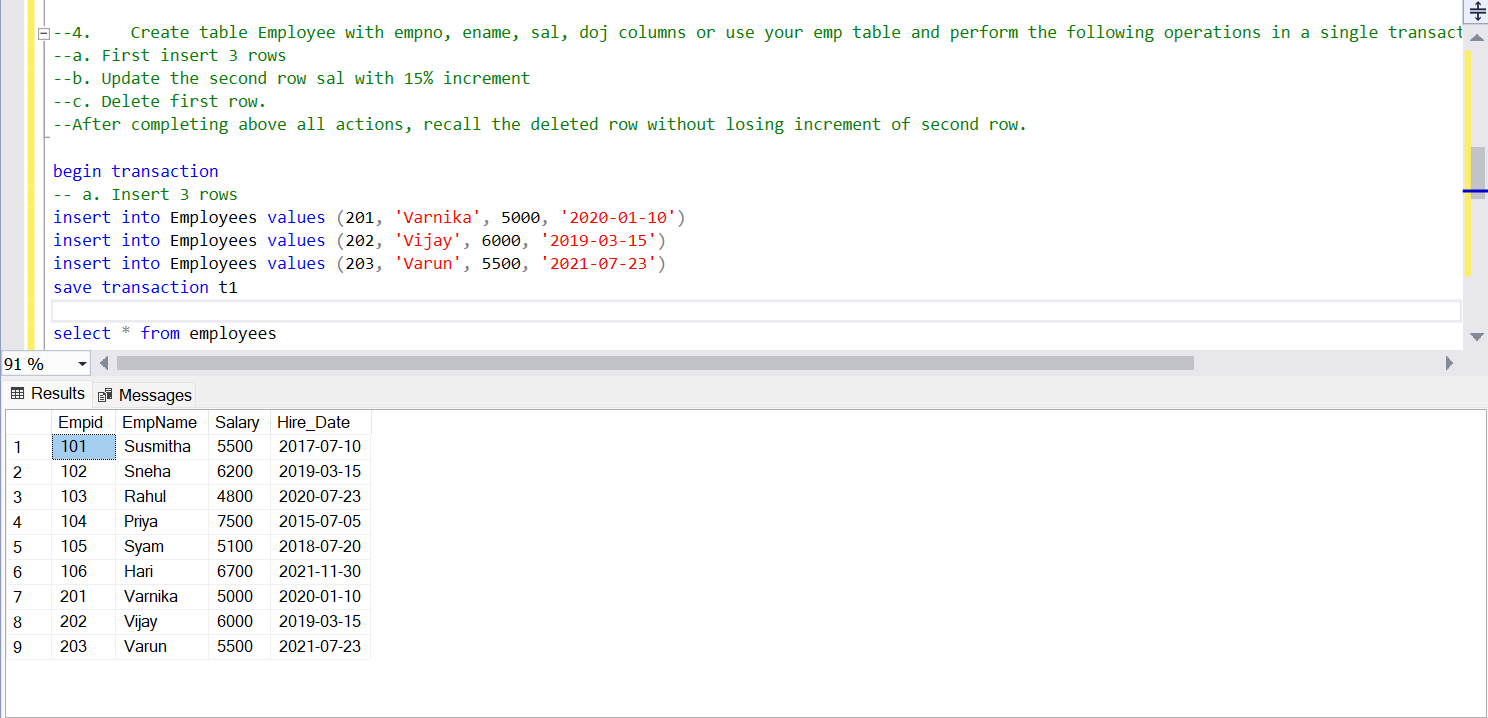 --4.    Create table Employee with empno, ename, sal, doj columns or use your emp table and perform the following operations in a single transact
--a. First insert 3 rows
--b. Update the second row sal with 15% increment
--c. Delete first row.
--After completing above all actions, recall the deleted row without losing increment of second row.
begin transaction
-- a. Insert 3 rows
insert into Employees values (201, 'Varnika', 5000, '2020-01-10')
insert into Employees values (202, 'Vijay', 6000, '2019-03-15')
insert into Employees values (203, 'Varun', 5500, '2021-07-23')
save transaction t1
select * from employees
91 %
Results Messages
Empid EmpName Salary Hire_Date
1 101 Susmitha 5500 2017-07-10
2 102 Sneha 6200 2019-03-15
3 103 Rahul 4800 2020-07-23
4 104 Priya 7500 2015-07-05
5 105 Syam 5100 2018-07-20
6 106 Hari 6700 2021-11-30
7 201 Varnika 5000 2020-01-10
8 202 Vijay 6000 2019-03-15
9 203 Varun 5500 2021-07-23